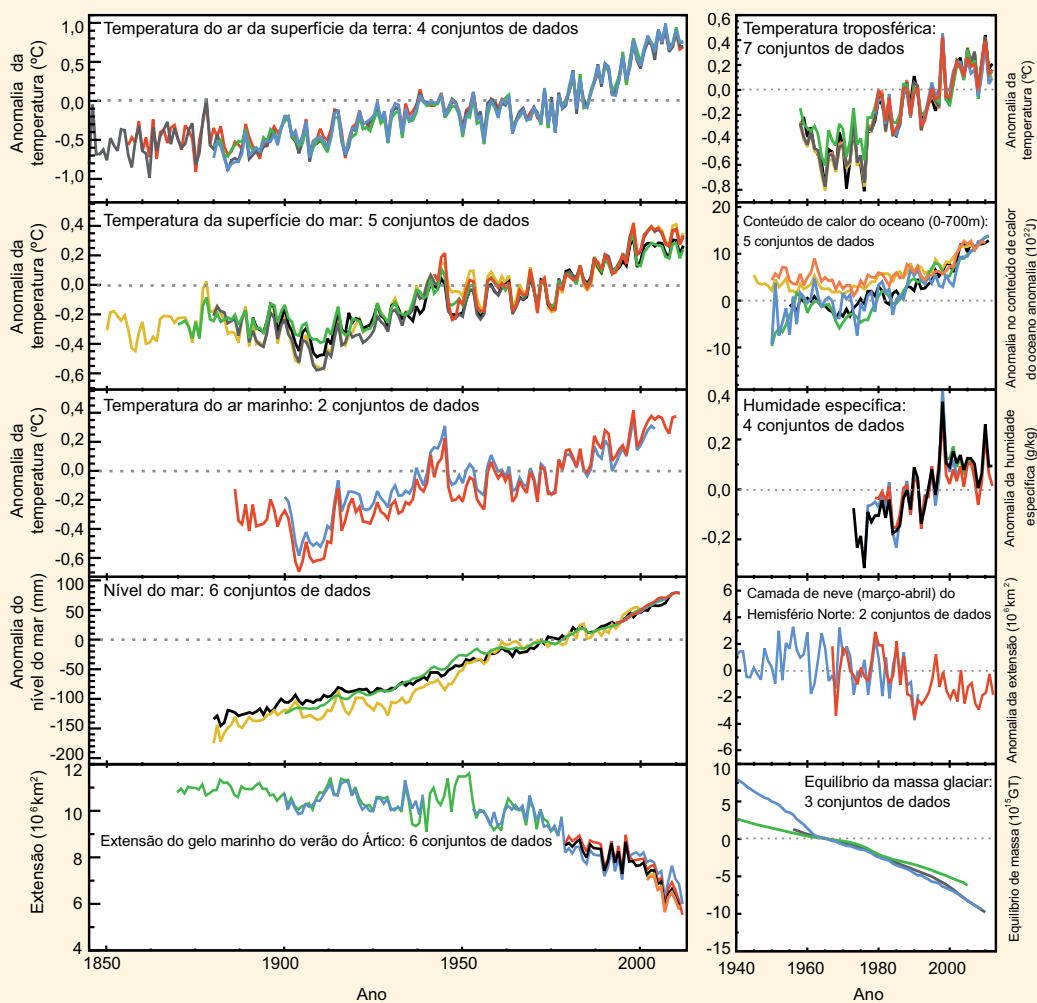 Temperatura do ar da superfície da terra: 4 conjuntos de dados
Anomalia da
temperatura (ºC)
1,0
0,5
0,0
-0,5
-1,0
Temperatura da superfície do mar: 5 conjuntos de dados
Anomalia da
temperatura (ºC)
0,4
0,2
0,0
-0,2
-0,4
-0,6
Temperatura do ar marinho: 2 conjuntos de dados
Anomalia da
temperatura (ºC)
0,4
0,2
0,0
-0,2
-0,4
-0,6
Nível do mar: 6 conjuntos de dados
Anomalia do
nível do mar (mm)
100
50
0
-50
-100
-150
-200
Extensão do gelo marinho do verão do Ártico: 6 conjuntos de dados
Extensão (10⁶km²)
12
10
8
6
4
1850
1900
1950
2000
Ano
Temperatura troposférica:
7 conjuntos de dados
Anomalia da
temperatura (ºC)
0,6
0,4
0,2
0,0
-0,2
-0,4
-0,6
-0,8
Conteúdo de calor do oceano (0-700m):
5 conjuntos de dados
Anomalia no conteúdo de calor
do oceano anomalia (10²²J)
20
10
0
-10
Humidade específica:
4 conjuntos de dados
Anomalia da humidade
específica (g/kg)
0,4
0,2
0,0
-0,2
Camada de neve (março-abril) do
Hemisfério Norte: 2 conjuntos de dados
Anomalia da extensão (10⁶km²)
6
4
2
0
-2
-4
-6
Equilíbrio da massa glaciar:
3 conjuntos de dados
Equilíbrio de massa (10¹⁵GT)
10
5
0
-5
-10
-15
1940
1960
1980
2000
Ano